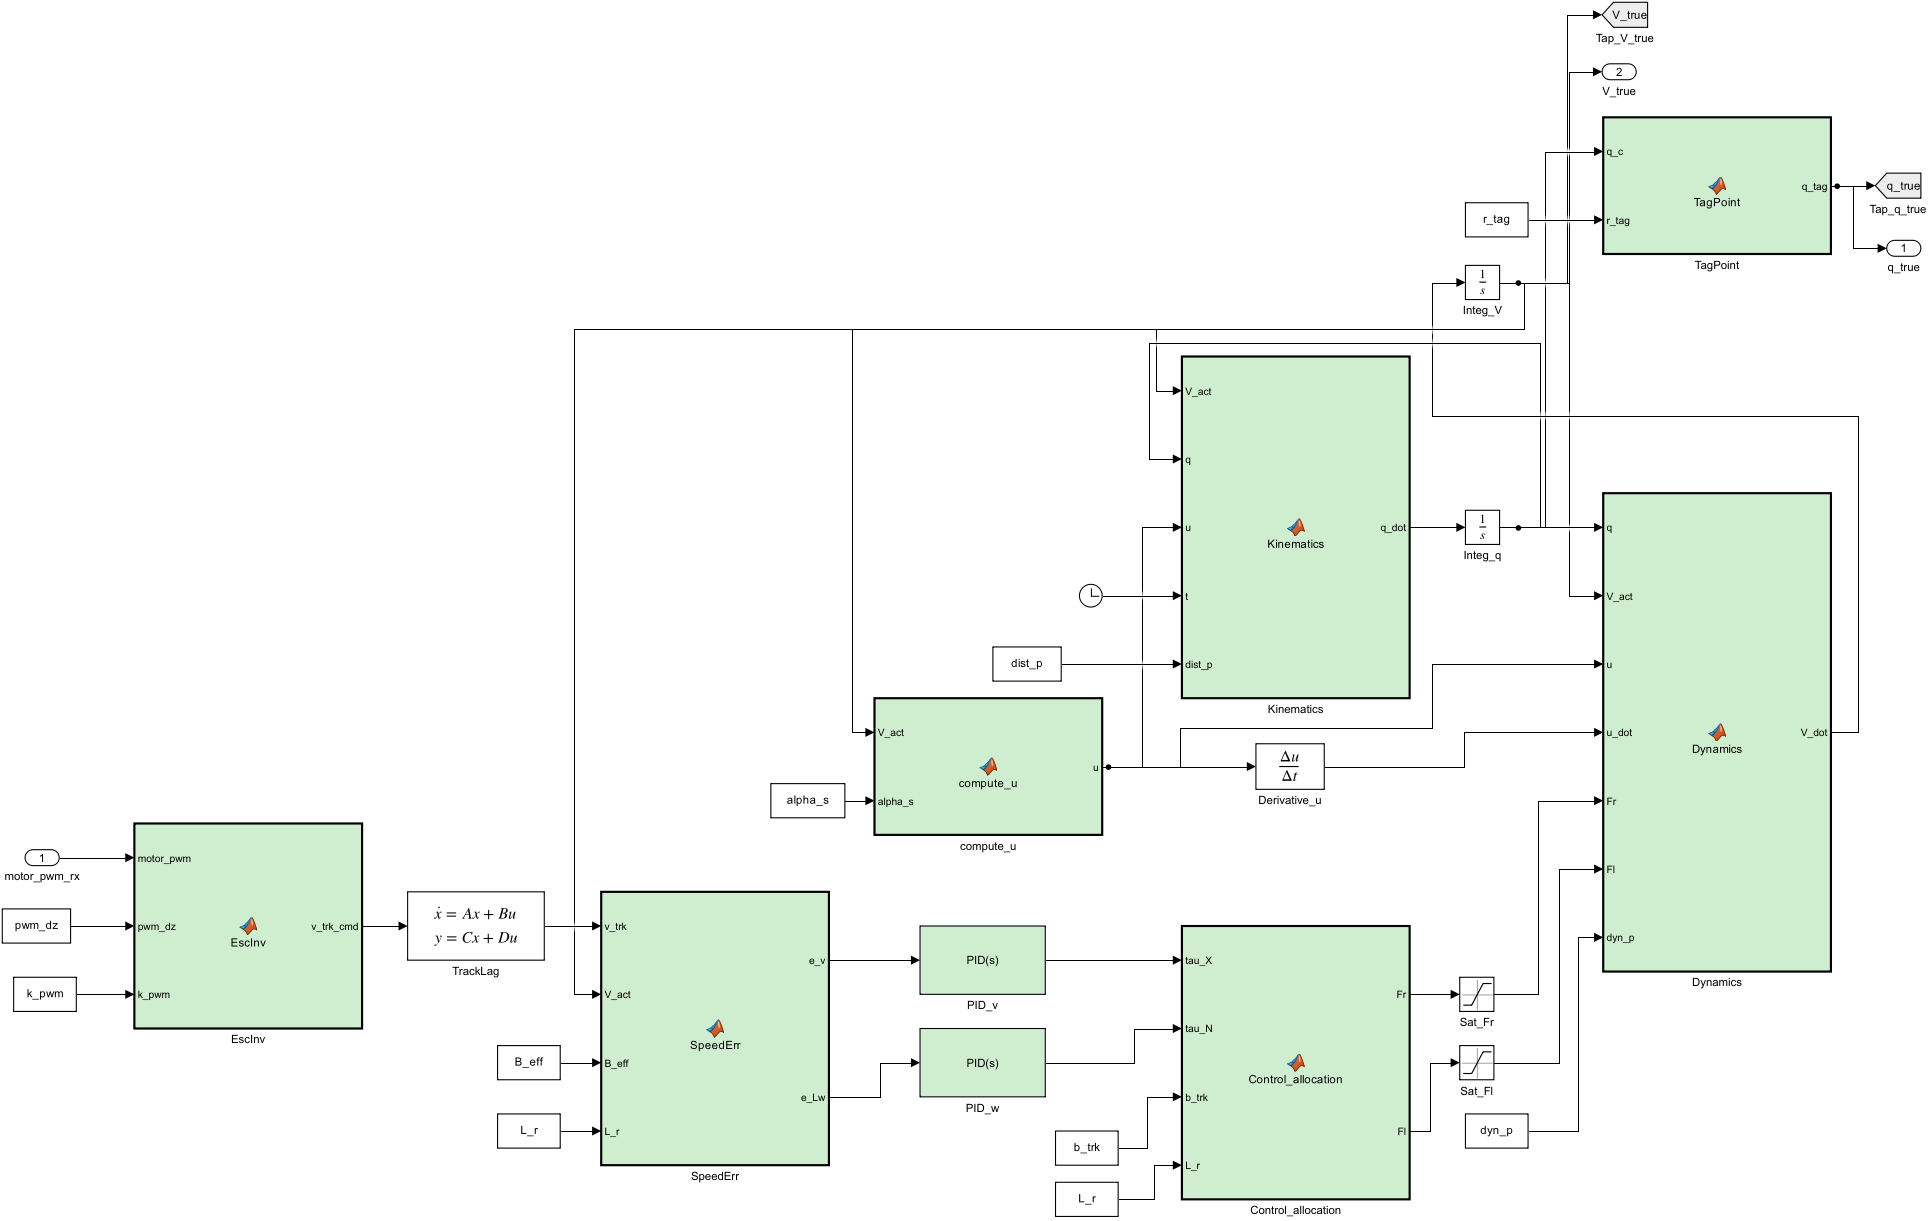 V_true
Tap_V_true
2
V_true
q_c
r_tag
TagPoint
q_tag
TagPoint
q_true
Tap_q_true
1
q_true
r_tag
1
s
Integ_V
V_act
q
u
t
dist_p
Kinematics
q_dot
Kinematics
1
s
Integ_q
dist_p
q
V_act
u
u_dot
Fr
Fl
dyn_p
Dynamics
V_dot
Dynamics
V_act
alpha_s
compute_u
u
compute_u
alpha_s
Δu
Δt
Derivative_u
1
motor_pwm_rx
pwm_dz
k_pwm
motor_pwm
pwm_dz
k_pwm
EscInv
v_trk_cmd
EscInv
ẋ = Ax + Bu
y = Cx + Du
TrackLag
v_trk
V_act
B_eff
L_r
SpeedErr
e_v
e_Lw
SpeedErr
B_eff
L_r
PID(s)
PID_v
PID(s)
PID_w
tau_X
tau_N
b_trk
L_r
Control_allocation
Fr
Fl
Control_allocation
b_trk
L_r
Sat_Fr
Sat_Fl
dyn_p